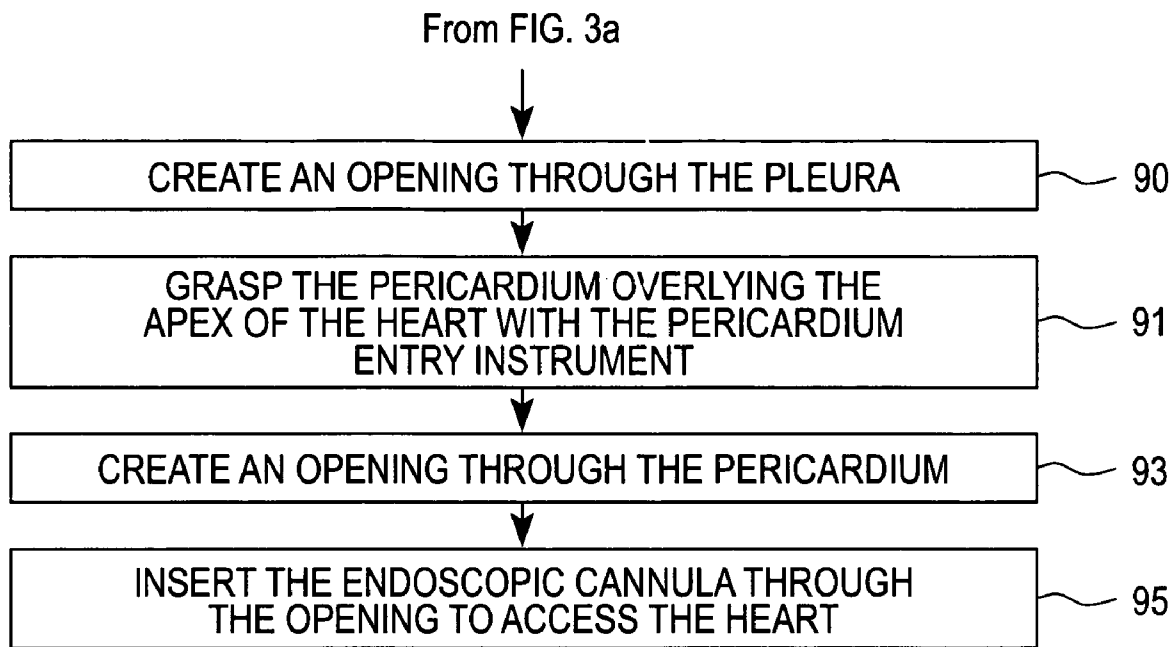 From FIG. 3a
CREATE AN OPENING THROUGH THE PLEURA
90
GRASP THE PERICARDIUM OVERLYING THE
APEX OF THE HEART WITH THE PERICARDIUM
ENTRY INSTRUMENT
91
CREATE AN OPENING THROUGH THE PERICARDIUM
93
INSERT THE ENDOSCOPIC CANNULA THROUGH
THE OPENING TO ACCESS THE HEART
95